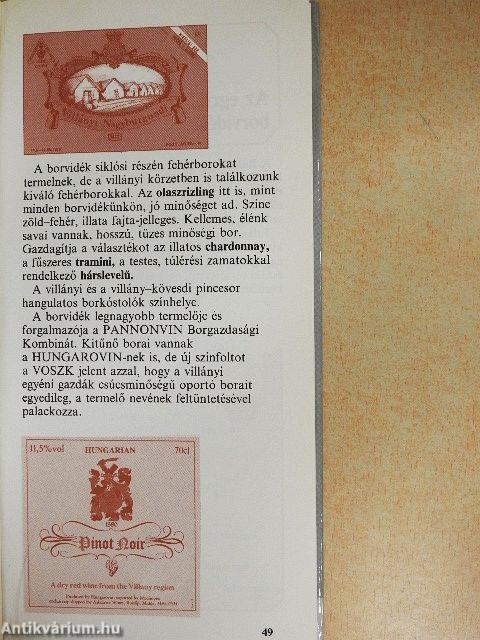 Villányi Nagyburgundi
A borvidék siklósi részén fehérborokat
termelnek, de a villányi körzetben is találkozunk
kiváló fehérborokkal. Az olaszrizling itt is, mint
minden borvidékünkön, jó minőséget ad. Színe
zöld–fehér, illata fajta-jelleges. Kellemes, élénk
savai vannak, hosszú, tüzes minőségi bor.
Gazdagítja a választékot az illatos chardonnay,
a fűszeres tramini, a testes, túlérési zamatokkal
rendelkező hárslevelű.
A villányi és a villány–kövesdi pincesor
hangulatos borkóstolók színhelye.
A borvidék legnagyobb termelője és
forgalmazója a PANNONVIN Borgazdasági
Kombinát. Kitűnő borai vannak
a HUNGAROVIN-nek is, de új színfoltot
a VOSZK jelent azzal, hogy a villányi
egyéni gazdák csúcsminőségű oportó borait
egyedileg, a termelő nevének feltüntetésével
palackozza.
11,5%vol HUNGARIAN 70cl
Pinot Noir
A dry red wine from the Villany region
49
Antikvárium.hu